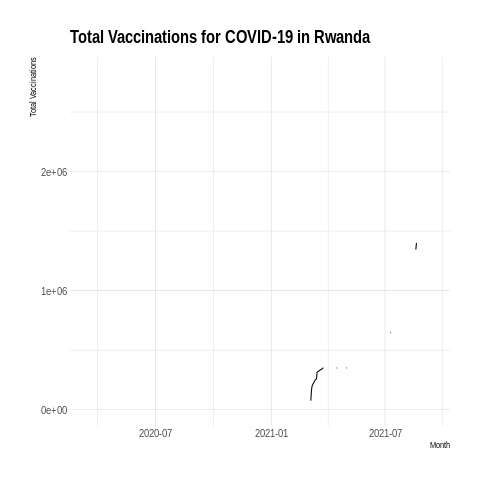 Total Vaccinations for COVID-19 in Rwanda
Total Vaccinations
2e+06
1e+06
0e+00
2020-07 2021-01 2021-07
Month